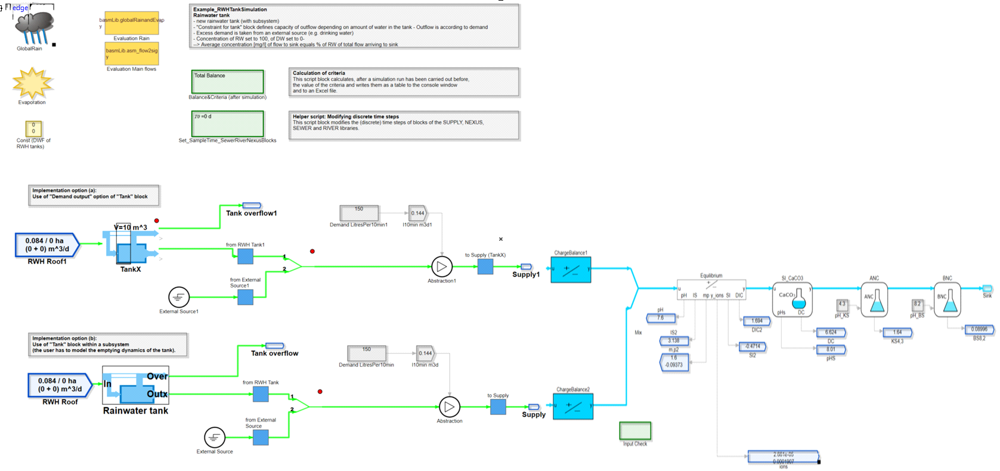 edge
GlobalRain
basmLib.globalRainandEvap
y
Evaluation Rain
basmLib.asm_flow2sig
y
Evaluation Main flows
Example_RWHTankSimulation
Rainwater tank
- new rainwater tank (with subsystem)
- "Constraint for tank" block defines capacity of outflow depending on amount of water in the tank - Outflow is according to demand
- Excess demand is taken from an external source (e.g. drinking water)
- Concentration of RW set to 100, of DW set to 0-
--> Average concentration [mg/l] of flow to sink equals % of RW of total flow arriving to sink
Evaporation
Total Balance
Balance&Criteria (after simulation)
Calculation of criteria
This script block calculates, after a simulation run has been carried out before,
the value of the criteria and writes them as a table to the console window
and to an Excel file.
0
0
Const (DWF of
RWH tanks)
T0 =0 d
Set_SampleTime_SewerRiverNexusBlocks
Helper script: Modifying discrete time steps
This script block modifies the (discrete) time steps of blocks of the SUPPLY, NEXUS,
SEWER and RIVER libraries.
Implementation option (a):
Use of "Demand output" option of "Tank" block
Tank overflow1
150
Demand LitresPer10min1
0.144
l10min m3d1
V=10 m^3
0.084 / 0 ha
(0 + 0) m^3/d
RWH Roof1
TankX
from RWH Tank1
1
2
from External
Source1
External Source1
Abstraction1
to Supply (TankX)
Supply1
ChargeBalance1
u
+/−
y
Equilibrium
u
+/−
y
pH IS mp y_ions SI DIC
SI_CaCO3
u
y
CaCO3
pHs DC
ANC
ANC
BNC
BNC
Sink
4.3
pH_KS
8.2
pH_BS
pH
7.6
Mix
IS2
3.138
m,p2
1.6
-0.09373
1.694
DIC2
-0.4714
SI2
6.624
DC
8.01
pHS
1.64
KS4,3
0.08996
BS8,2
Implementation option (b):
Use of "Tank" block within a subsystem
(the user has to model the emptying dynamics of the tank).
Tank overflow
150
Demand LitresPer10min
0.144
l10min m3d
0.084 / 0 ha
(0 + 0) m^3/d
RWH Roof
In
Over
Outx
Rainwater tank
from RWH Tank
1
2
from External
Source
External Source
Abstraction
to Supply
Supply
ChargeBalance2
u
+/−
y
Input Check
2.661e-05
0.0001907
ions